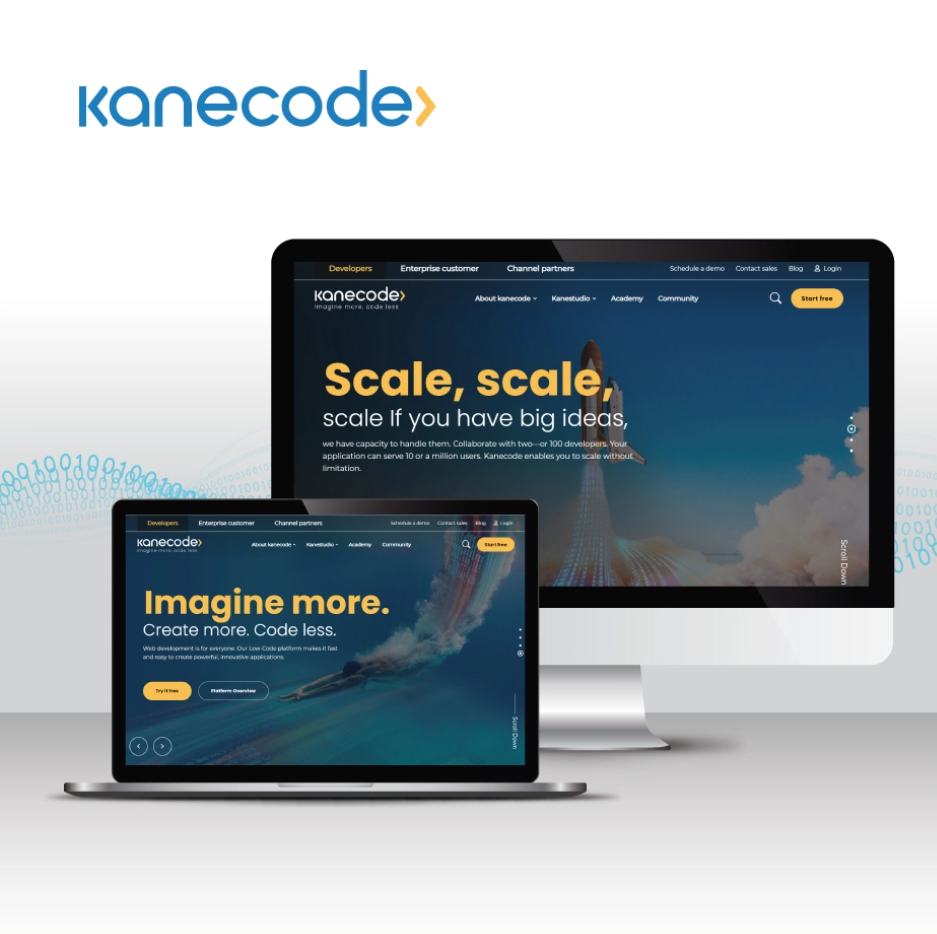 kanecode
Developers Enterprise customer Channel partners Schedule a demo Contact sales Blog Login
kanecode
Imagine more, code less
About kanecode Kanestudio Academy Community Start free
Scale, scale,
scale If you have big ideas,
we have capacity to handle them. Collaborate with two—or 100 developers. Your
application can serve 10 or a million users. Kanecode enables you to scale without
limitation.
Scroll Down
Developers Enterprise customer Channel partners Schedule a demo Contact sales Blog Login
kanecode
Imagine more, code less
About kanecode Kanestudio Academy Community Start free
Imagine more.
Create more. Code less.
Web development is for everyone. Our Low-Code platform makes it fast
and easy to create powerful, innovative applications.
Try it free Platform Overview
Scroll Down